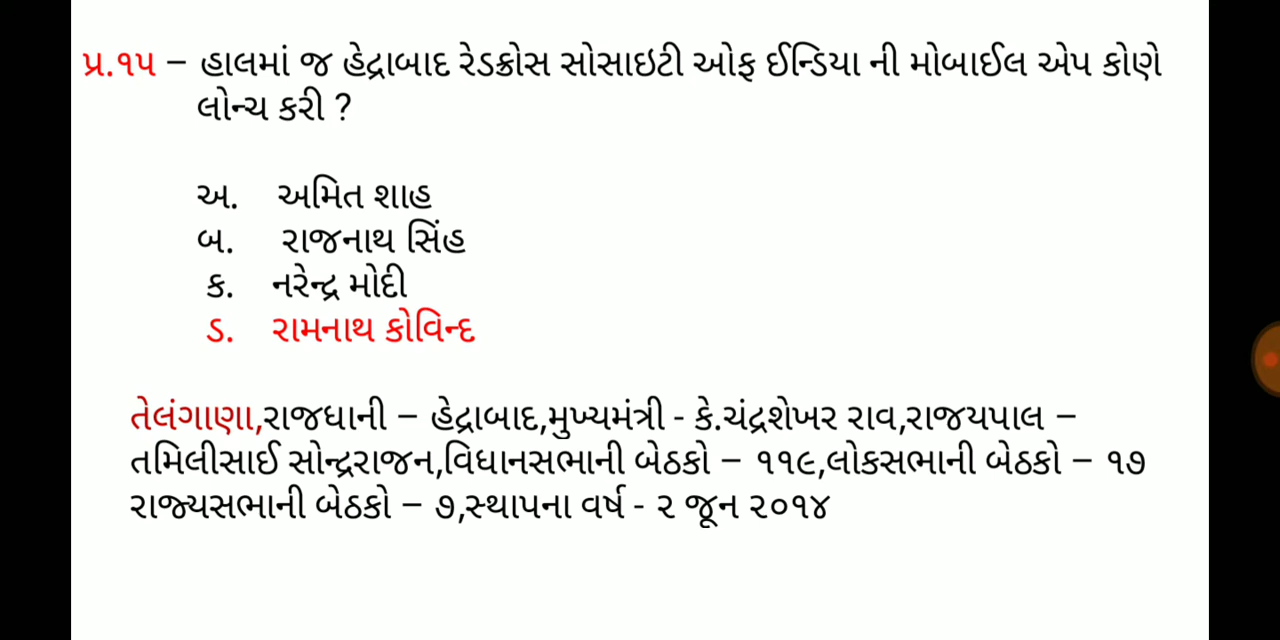 પ્ર.૧૫ – હાલમાં જ હેદ્રાબાદ રેડક્રોસ સોસાઇટી ઓફ ઈન્ડિયા ની મોબાઈલ એપ કોણે
લોન્ચ કરી ?
અ. અમિત શાહ
બ. રાજનાથ સિંહ
ક. નરેન્દ્ર મોદી
ડ. રામનાથ કોવિન્દ
તેલંગાણા,રાજધાની – હેદ્રાબાદ,મુખ્યમંત્રી - કે.ચંદ્રશેખર રાવ,રાજયપાલ –
તમિલીસાઈ સોન્દ્રરાજન,વિધાનસભાની બેઠકો – ૧૧૯,લોકસભાની બેઠકો – ૧૭
રાજ્યસભાની બેઠકો – ૭,સ્થાપના વર્ષ - ૨ જૂન ૨૦૧૪